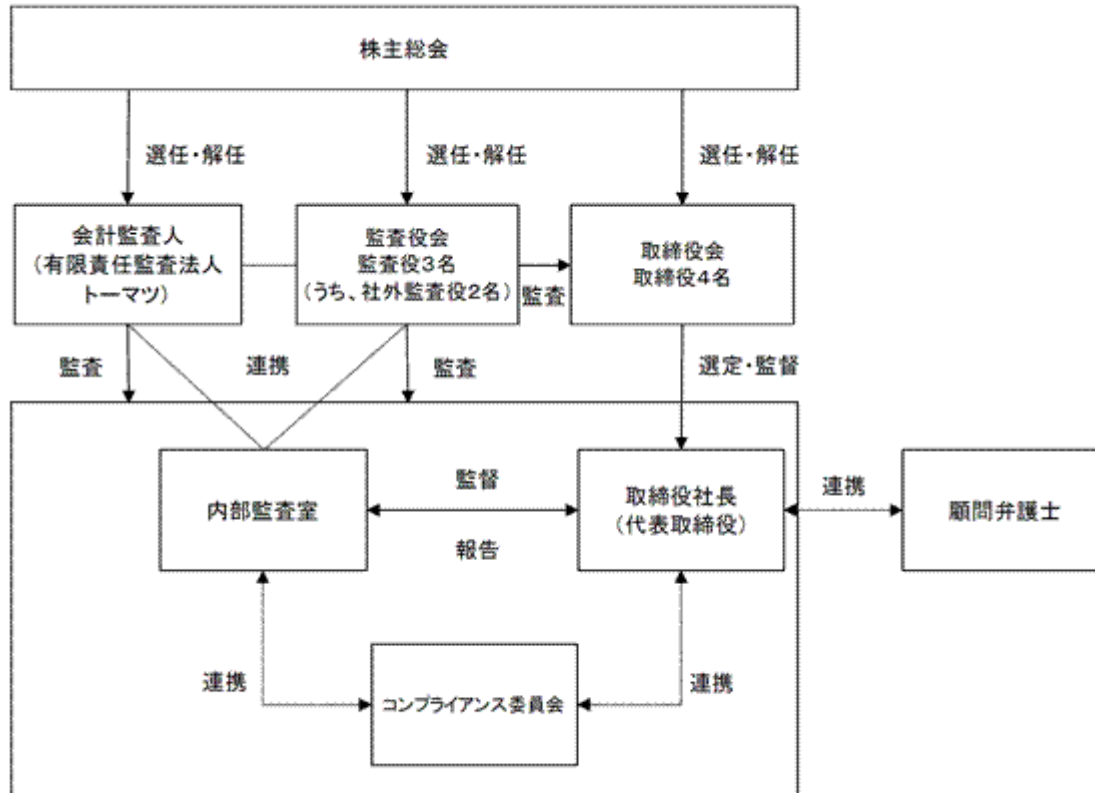 株主総会
選任・解任
選任・解任
選任・解任
会計監査人
(有限責任監査法人
トーマツ)
監査役会
監査役3名
(うち、社外監査役2名)
監査
取締役会
取締役4名
監査
連携
監査
選定・監督
内部監査室
監督
報告
取締役社長
(代表取締役)
連携
顧問弁護士
連携
コンプライアンス委員会
連携